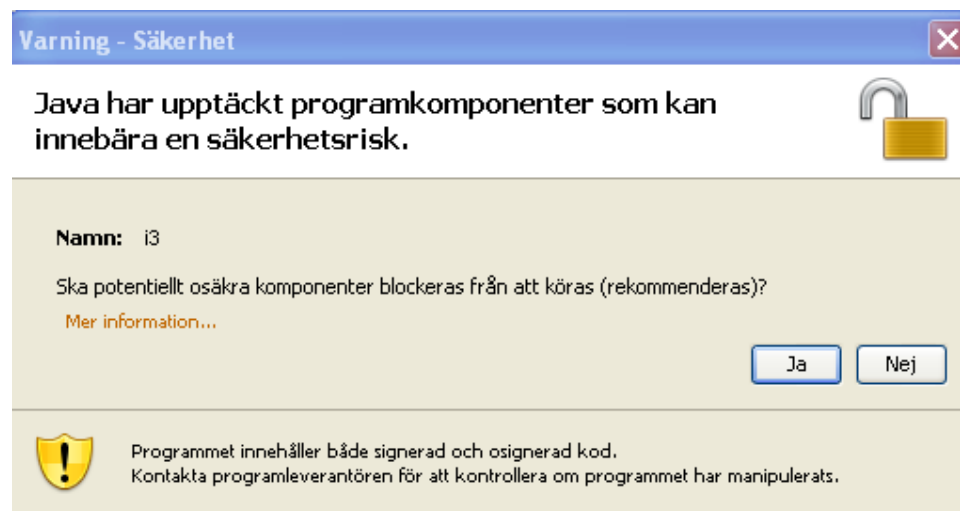 Varning - Säkerhet
Java har upptäckt programkomponenter som kan
innebära en säkerhetsrisk.
Namn: i3
Ska potentiellt osäkra komponenter blockeras från att köras (rekommenderas)?
Mer information...
Ja Nej
Programmet innehåller både signerad och osignerad kod.
Kontakta programleverantören för att kontrollera om programmet har manipulerats.